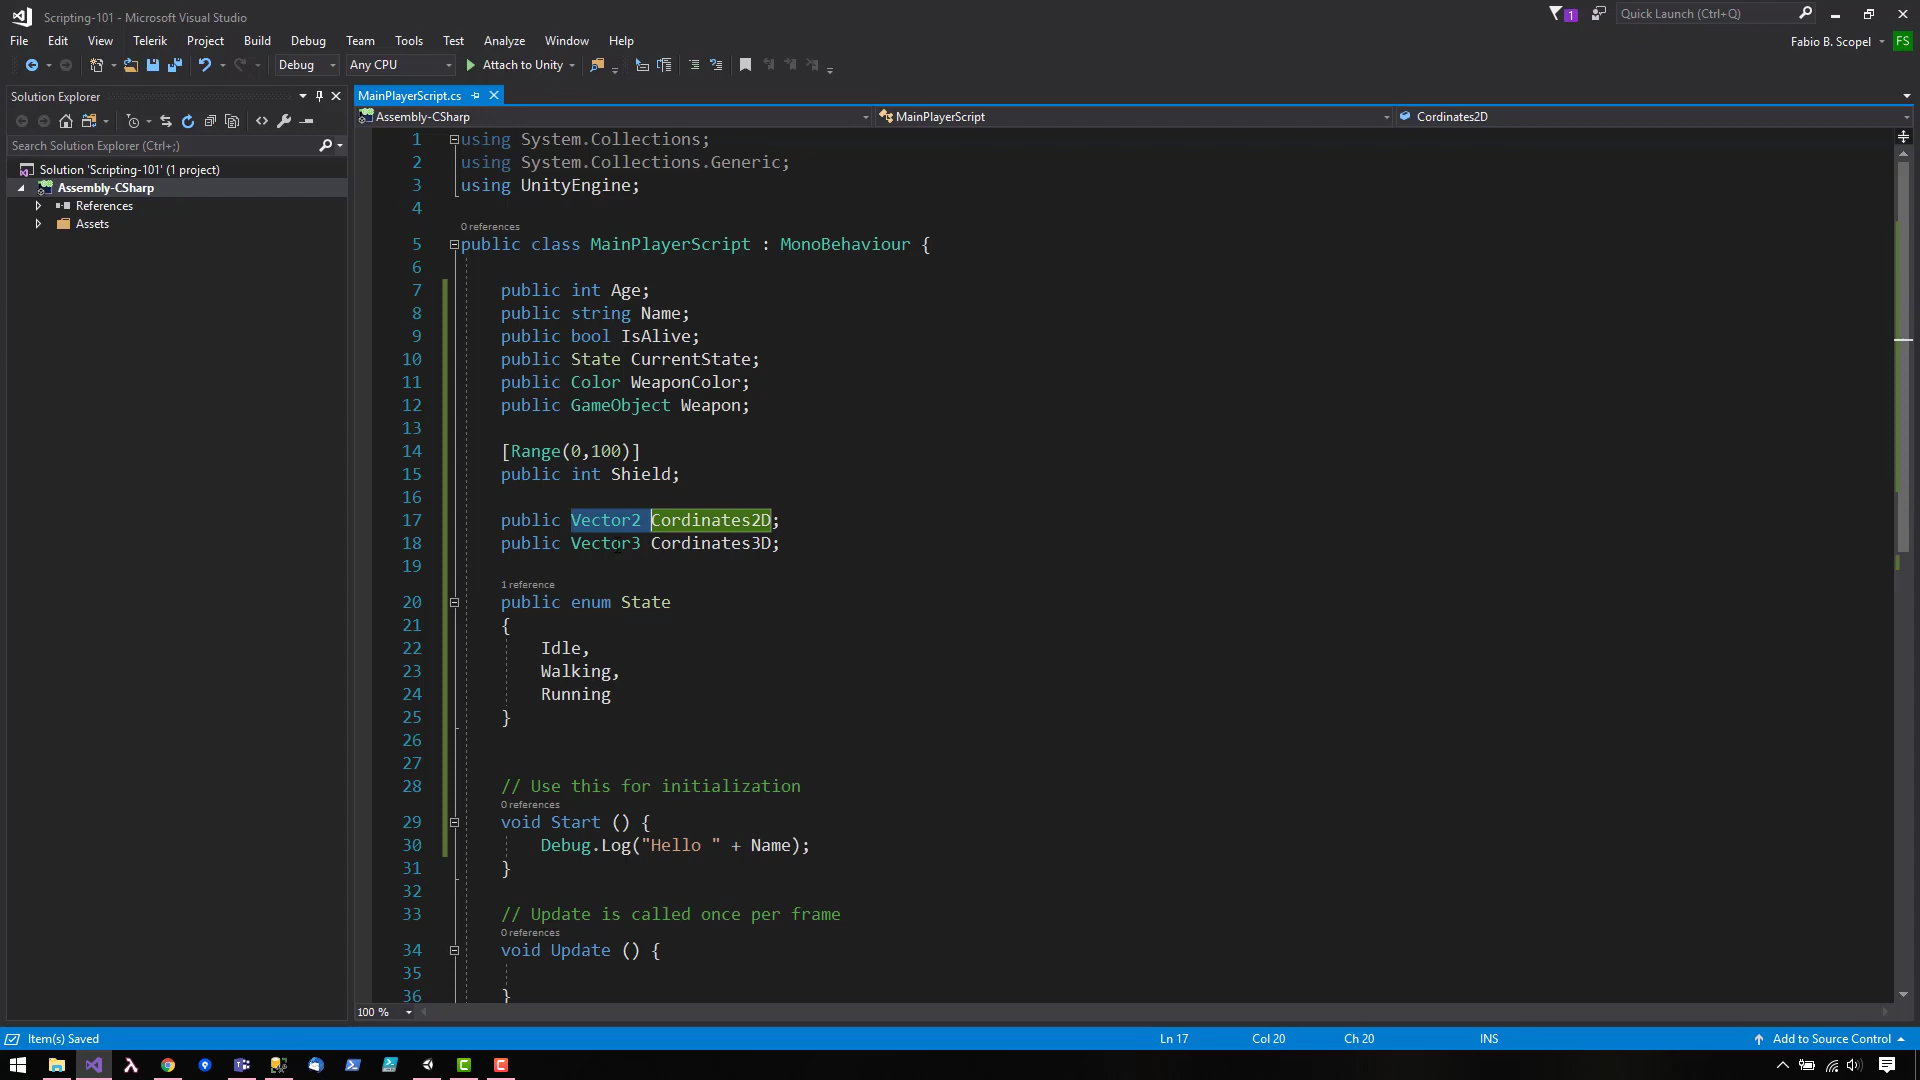 Scripting-101 - Microsoft Visual Studio
1
Quick Launch (Ctrl+Q)
File Edit View Telerik Project Build Debug Team Tools Test Analyze Window Help
Fabio B. Scopel
FS
Debug Any CPU Attach to Unity
Solution Explorer
MainPlayerScript.cs
Assembly-CSharp MainPlayerScript Cordinates2D
Search Solution Explorer (Ctrl+;)
Solution 'Scripting-101' (1 project)
Assembly-CSharp
References
Assets
1 using System.Collections;
2 using System.Collections.Generic;
3 using UnityEngine;
4
0 references
5 public class MainPlayerScript : MonoBehaviour {
6
7 public int Age;
8 public string Name;
9 public bool IsAlive;
10 public State CurrentState;
11 public Color WeaponColor;
12 public GameObject Weapon;
13
14 [Range(0,100)]
15 public int Shield;
16
17 public Vector2 Cordinates2D;
18 public Vector3 Cordinates3D;
19
1 reference
20 public enum State
21 {
22 Idle,
23 Walking,
24 Running
25 }
26
27
28 // Use this for initialization
0 references
29 void Start () {
30 Debug.Log("Hello " + Name);
31 }
32
33 // Update is called once per frame
0 references
34 void Update () {
35
36 }
100 %
Item(s) Saved
Ln 17 Col 20 Ch 20 INS
Add to Source Control